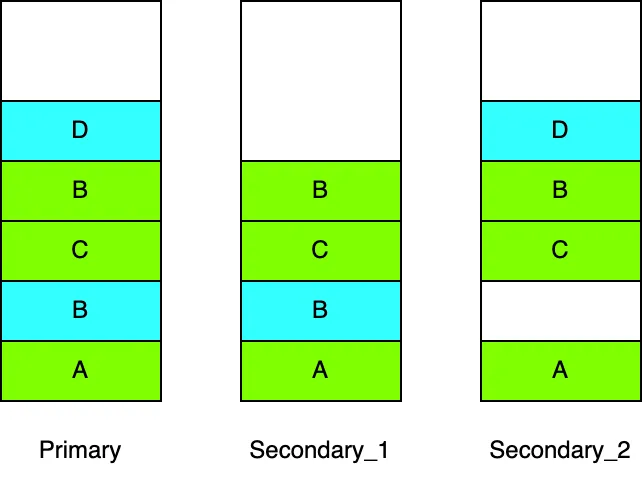 D D
B B B
C C C
B B
A A A
Primary Secondary_1 Secondary_2